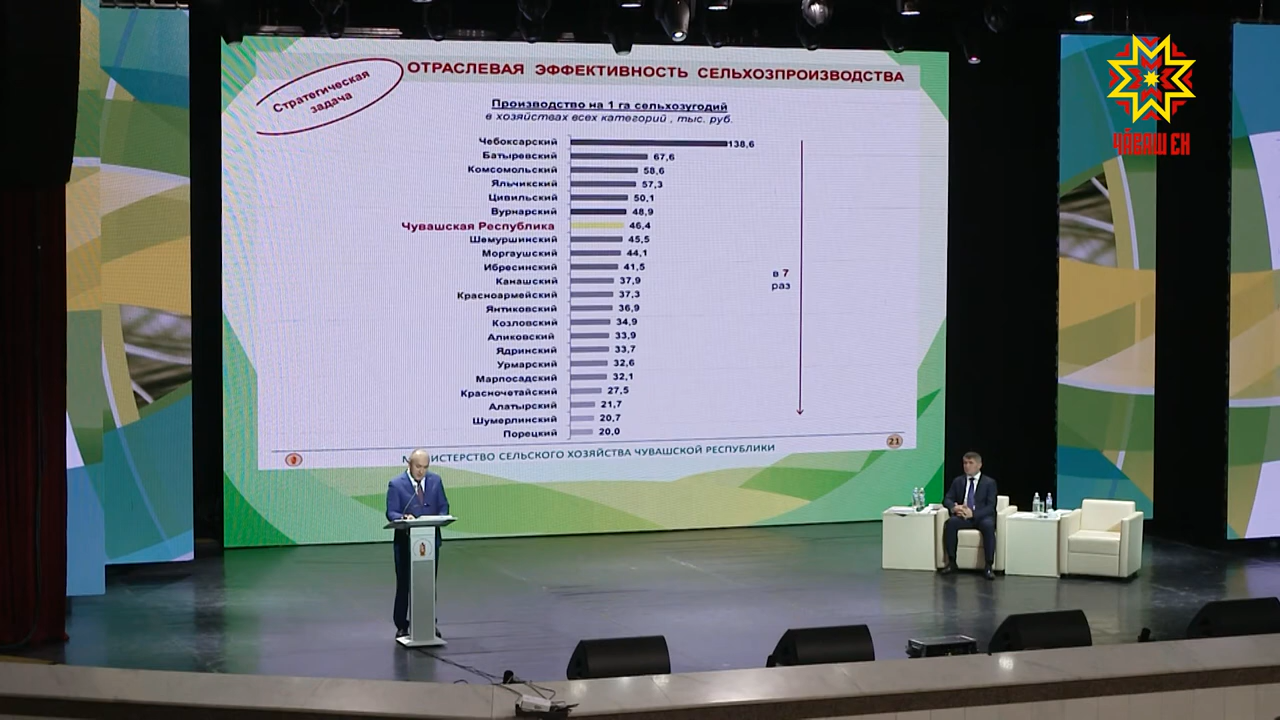 Стратегическая
задача
ОТРАСЛЕВАЯ ЭФФЕКТИВНОСТЬ СЕЛЬХОЗПРОИЗВОДСТВА
Производство на 1 га сельхозугодий
в хозяйствах всех категорий , тыс. руб.
Чебоксарский 138,6
Батыревский 67,6
Комсомольский 58,6
Яльчикский 57,3
Цивильский 50,1
Вурнарский 48,9
Чувашская Республика 46,4
Шемуршинский 45,5
Моргаушский 44,1
Ибресинский 41,5
Канашский 37,9
Красноармейский 37,3
Янтиковский 36,9
Козловский 34,9
Аликовский 33,9
Ядринский 33,7
Урмарский 32,6
Марпосадский 32,1
Красночетайский 27,5
Алатырский 21,7
Шумерлинский 20,7
Порецкий 20,0
в 7
раз
СЕЛЬСКОГО ХОЗЯЙСТВА ЧУВАШСКОЙ РЕСПУБЛИКИ
21
ЧӐВАШ ЕН